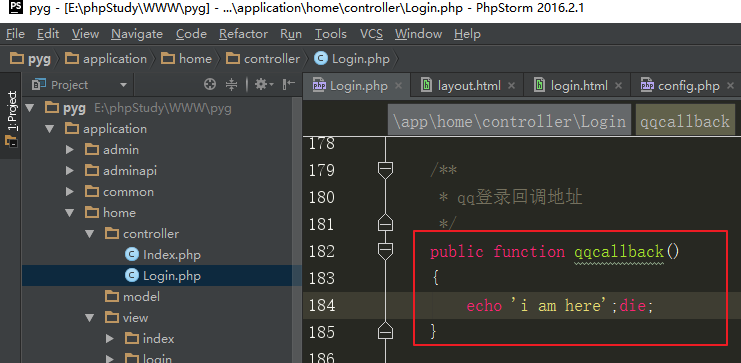 PS pyg - [E:\phpStudy\WWW\pyg] - ...\application\home\controller\Login.php - PhpStorm 2016.2.1
File Edit View Navigate Code Refactor Run Tools VCS Window Help
pyg application home controller Login.php
1: Project
Project
Login.php layout.html login.html config.php
pyg E:\phpStudy\WWW\pyg
application
admin
adminapi
common
home
controller
Index.php
Login.php
model
view
index
login
\app\home\controller\Login qqcallback
178
179 /**
180 * qq登录回调地址
181 */
182 public function qqcallback()
183 {
184 echo 'i am here';die;
185 }
186